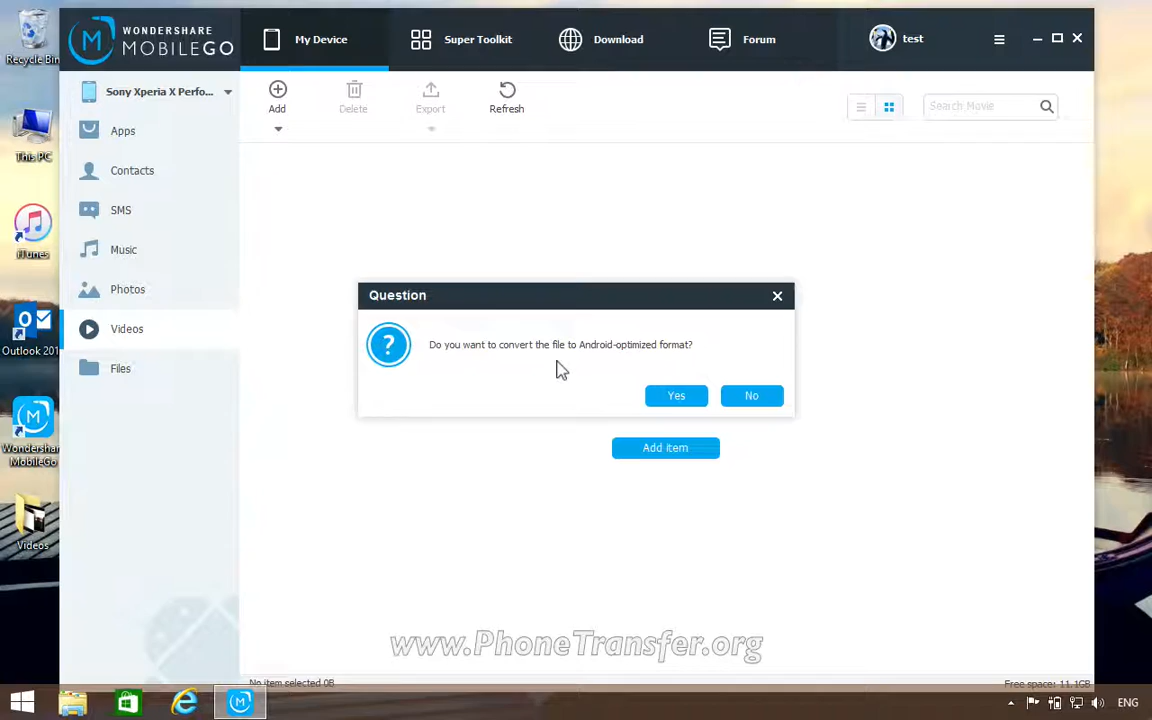 Recycle Bin
This PC
iTunes
Outlook 201
Wondershar
MobileGo
Videos
WONDERSHARE
MOBILEGO
My Device
Super Toolkit
Download
Forum
test
Sony Xperia X Perfo...
Apps
Contacts
SMS
Music
Photos
Videos
Files
Add
Delete
Export
Refresh
Search Movie
Question
Do you want to convert the file to Android-optimized format?
Yes
No
Add item
www.PhoneTransfer.org
No item selected 0B
Free space: 11.1GB
ENG